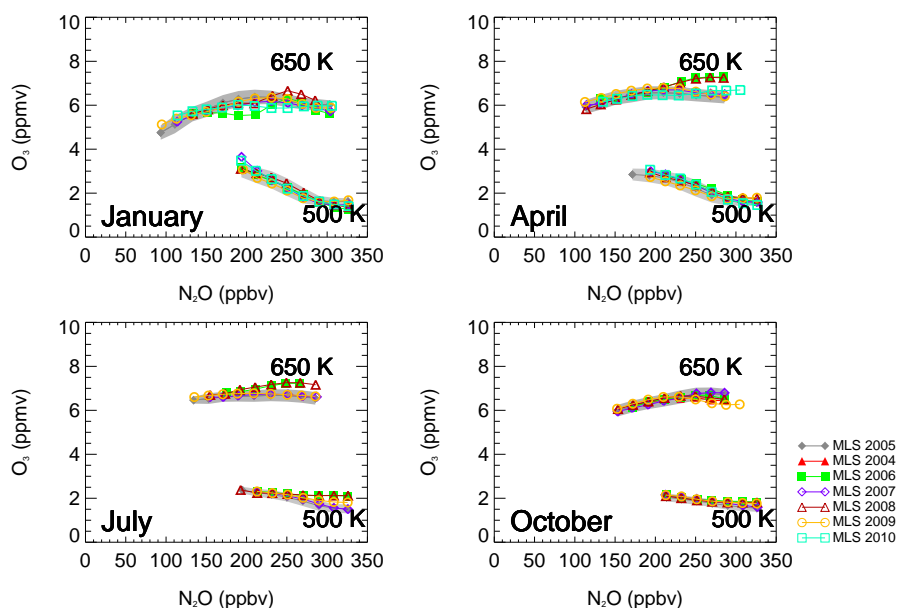 10
8
6
4
2
0
O₃ (ppmv)
650 K
500 K
January
0 50 100 150 200 250 300 350
N₂O (ppbv)
10
8
6
4
2
0
O₃ (ppmv)
650 K
500 K
April
0 50 100 150 200 250 300 350
N₂O (ppbv)
10
8
6
4
2
0
O₃ (ppmv)
650 K
500 K
July
0 50 100 150 200 250 300 350
N₂O (ppbv)
10
8
6
4
2
0
O₃ (ppmv)
650 K
500 K
October
0 50 100 150 200 250 300 350
N₂O (ppbv)
MLS 2005
MLS 2004
MLS 2006
MLS 2007
MLS 2008
MLS 2009
MLS 2010